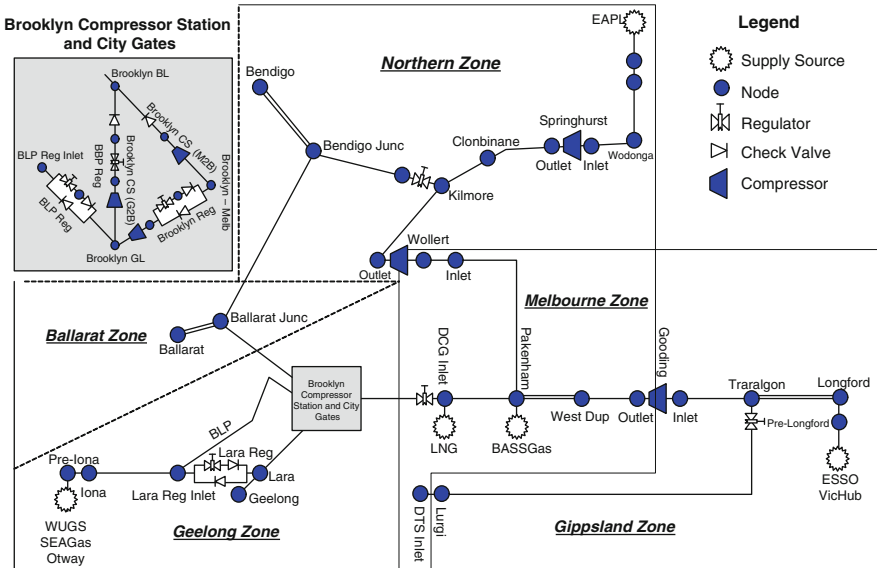 Brooklyn Compressor Station
and City Gates
Brooklyn BL
Brooklyn CS (M2B)
BLP Reg Inlet
BBP Reg
Brooklyn CS (G2B)
Brooklyn – Melb
BLP Reg
Brooklyn Reg
Brooklyn GL
Northern Zone
EAPL
Bendigo
Bendigo Junc
Clonbinane
Springhurst
Outlet
Inlet
Wodonga
Kilmore
Wollert
Outlet
Inlet
Legend
Supply Source
Node
Regulator
Check Valve
Compressor
Ballarat Zone
Ballarat Junc
Ballarat
Melbourne Zone
DCG Inlet
Pakenham
Gooding
Brooklyn
Compressor
Station and City
Gates
West Dup
Outlet
Inlet
Traralgon
Longford
Pre-Longford
LNG
BASSGas
ESSO
VicHub
BLP
Lara Reg
Pre-Iona
Iona
Lara Reg Inlet
Lara
Geelong
WUGS
SEAGas
Otway
Geelong Zone
DTS Inlet
Lurgi
Gippsland Zone